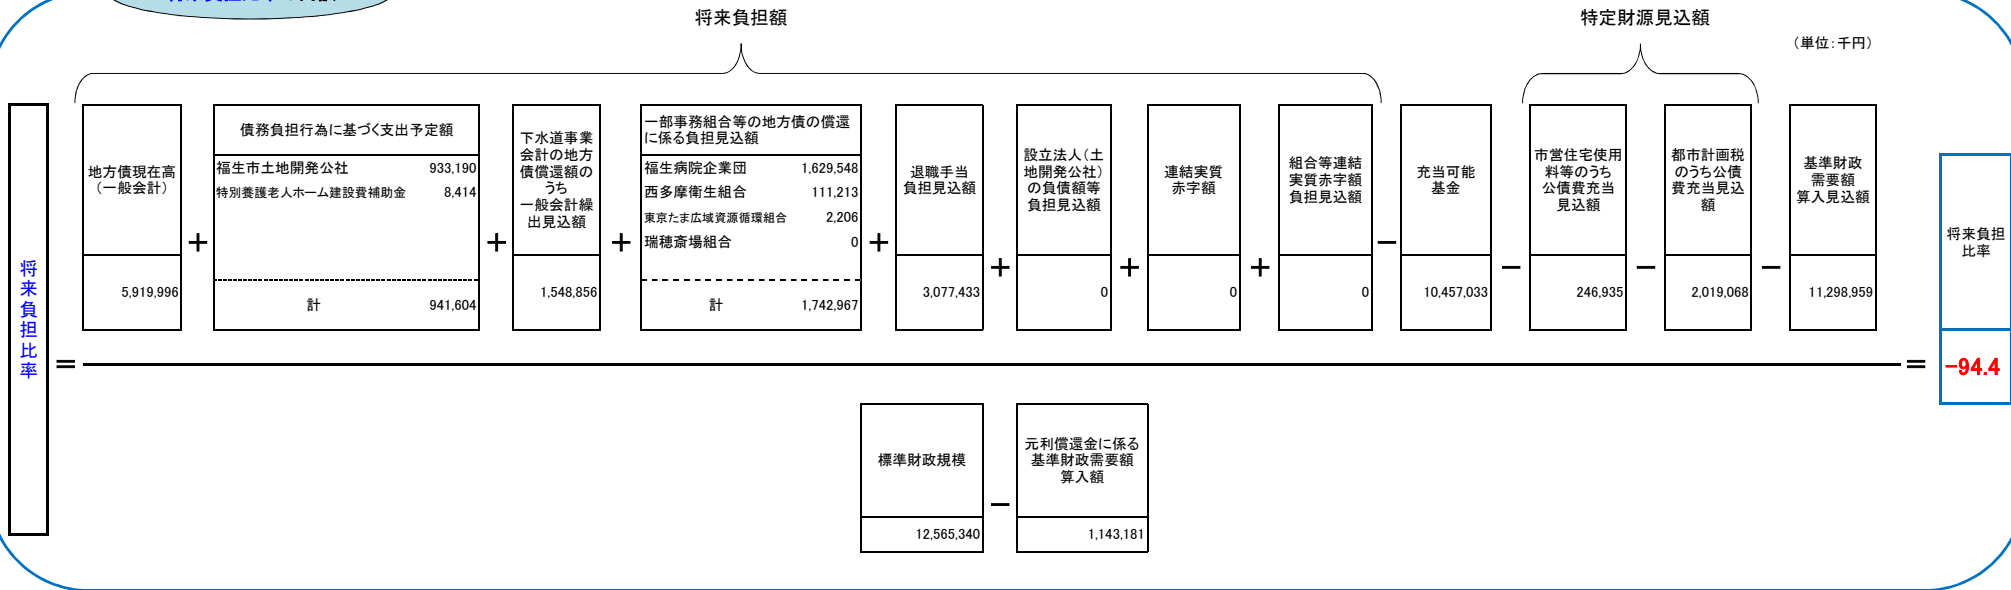 将来負担額
特定財源見込額
（単位：千円）
将来負担比率
＝
地方債現在高
（一般会計）
5,919,996
＋
債務負担行為に基づく支出予定額
福生市土地開発公社 933,190
特別養護老人ホーム建設費補助金 8,414
計 941,604
＋
下水道事業
会計の地方
債償還額の
うち
一般会計繰
出見込額
1,548,856
＋
一部事務組合等の地方債の償還
に係る負担見込額
福生病院企業団 1,629,548
西多摩衛生組合 111,213
東京たま広域資源循環組合 2,206
瑞穂斎場組合 0
計 1,742,967
＋
退職手当
負担見込額
3,077,433
＋
設立法人（土
地開発公社）
の負債額等
負担見込額
0
＋
連結実質
赤字額
0
＋
組合等連結
実質赤字額
負担見込額
0
－
充当可能
基金
10,457,033
－
市営住宅使用
料等のうち
公債費充当
見込額
246,935
－
都市計画税
のうち公債
費充当見込
額
2,019,068
－
基準財政
需要額
算入見込額
11,298,959
標準財政規模
12,565,340
－
元利償還金に係る
基準財政需要額
算入額
1,143,181
＝
将来負担
比率
-94.4